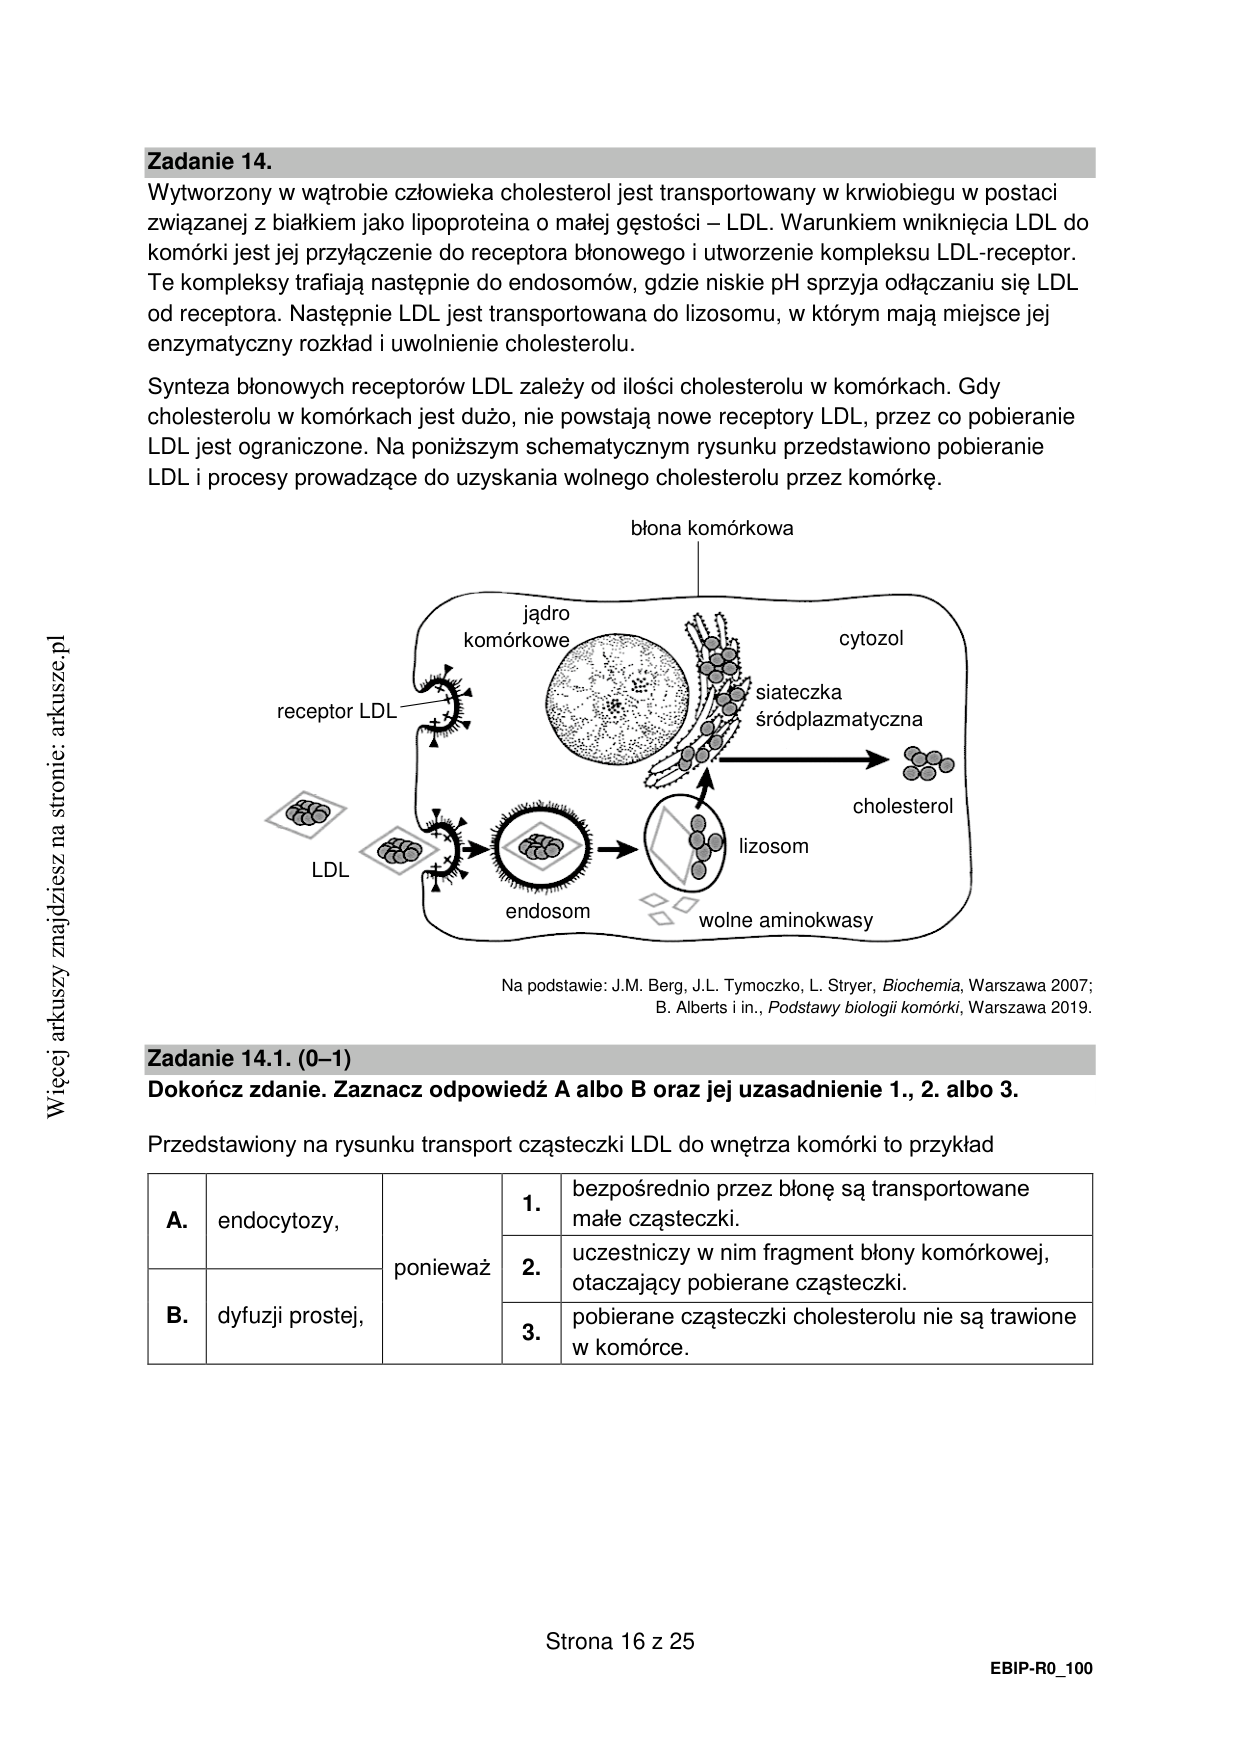 Zadanie 14.
Wytworzony w wątrobie człowieka cholesterol jest transportowany w krwiobiegu w postaci
związanej z białkiem jako lipoproteina o małej gęstości – LDL. Warunkiem wniknięcia LDL do
komórki jest jej przyłączenie do receptora błonowego i utworzenie kompleksu LDL-receptor.
Te kompleksy trafiają następnie do endosomów, gdzie niskie pH sprzyja odłączaniu się LDL
od receptora. Następnie LDL jest transportowana do lizosomu, w którym mają miejsce jej
enzymatyczny rozkład i uwolnienie cholesterolu.
Synteza błonowych receptorów LDL zależy od ilości cholesterolu w komórkach. Gdy
cholesterolu w komórkach jest dużo, nie powstają nowe receptory LDL, przez co pobieranie
LDL jest ograniczone. Na poniższym schematycznym rysunku przedstawiono pobieranie
LDL i procesy prowadzące do uzyskania wolnego cholesterolu przez komórkę.
błona komórkowa
jądro
komórkowe
cytozol
siateczka
śródplazmatyczna
receptor LDL
cholesterol
lizosom
LDL
endosom
wolne aminokwasy
Na podstawie: J.M. Berg, J.L. Tymoczko, L. Stryer, Biochemia, Warszawa 2007;
B. Alberts i in., Podstawy biologii komórki, Warszawa 2019.
Zadanie 14.1. (0–1)
Dokończ zdanie. Zaznacz odpowiedź A albo B oraz jej uzasadnienie 1., 2. albo 3.
Przedstawiony na rysunku transport cząsteczki LDL do wnętrza komórki to przykład
A.
endocytozy,
B.
dyfuzji prostej,
ponieważ
1.
bezpośrednio przez błonę są transportowane
małe cząsteczki.
2.
uczestniczy w nim fragment błony komórkowej,
otaczający pobierane cząsteczki.
3.
pobierane cząsteczki cholesterolu nie są trawione
w komórce.
Strona 16 z 25
EBIP-R0_100
Więcej arkuszy znajdziesz na stronie: arkusze.pl